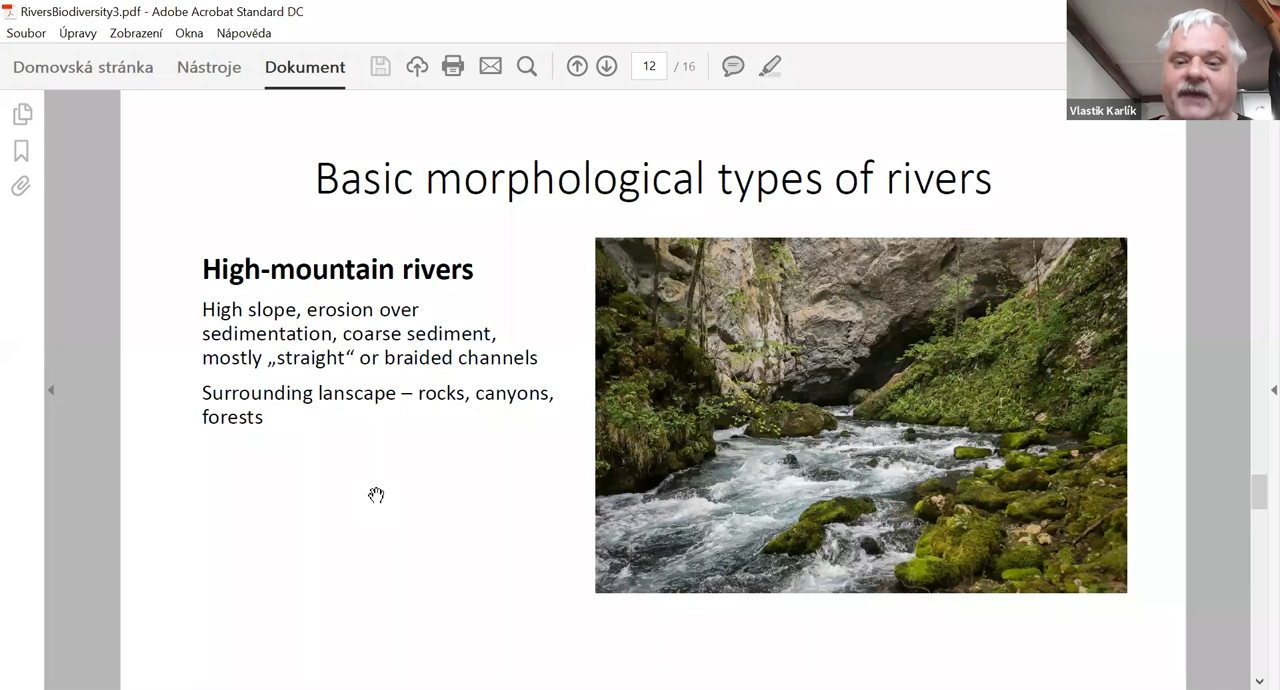 RiversBiodiversity3.pdf - Adobe Acrobat Standard DC
Soubor Úpravy Zobrazení Okna Nápověda
Domovská stránka Nástroje Dokument 12 / 16
Vlastik Karlík
Basic morphological types of rivers
High-mountain rivers
High slope, erosion over
sedimentation, coarse sediment,
mostly „straight“ or braided channels
Surrounding lanscape – rocks, canyons,
forests